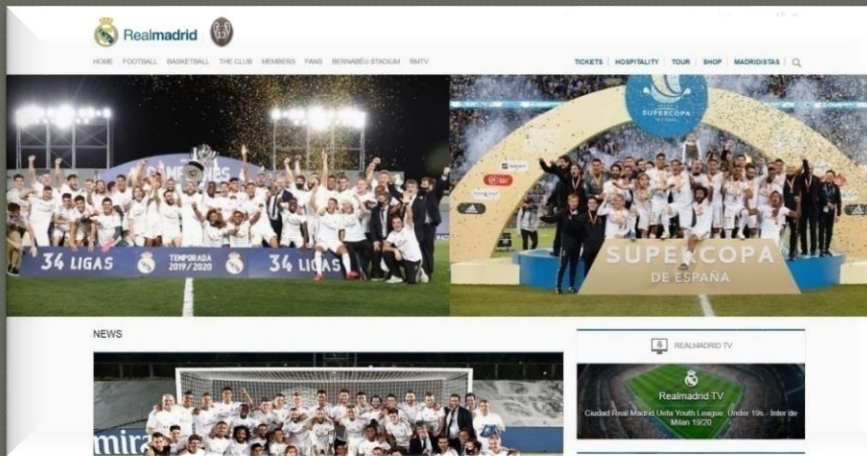 Realmadrid
HOME FOOTBALL BASKETBALL THE CLUB MEMBERS FANS BERNABÉU STADIUM RMTV
TICKETS HOSPITALITY TOUR SHOP MADRIDISTAS
34 LIGAS TEMPORADA 2019/2020 34 LIGAS
SUPERCOPA
SUPERCOPA
DE ESPAÑA
NEWS
REALMADRID TV
Realmadrid TV
Ciudad Real Madrid Uefa Youth League. Under 19s - Inter de
Milan 19/20